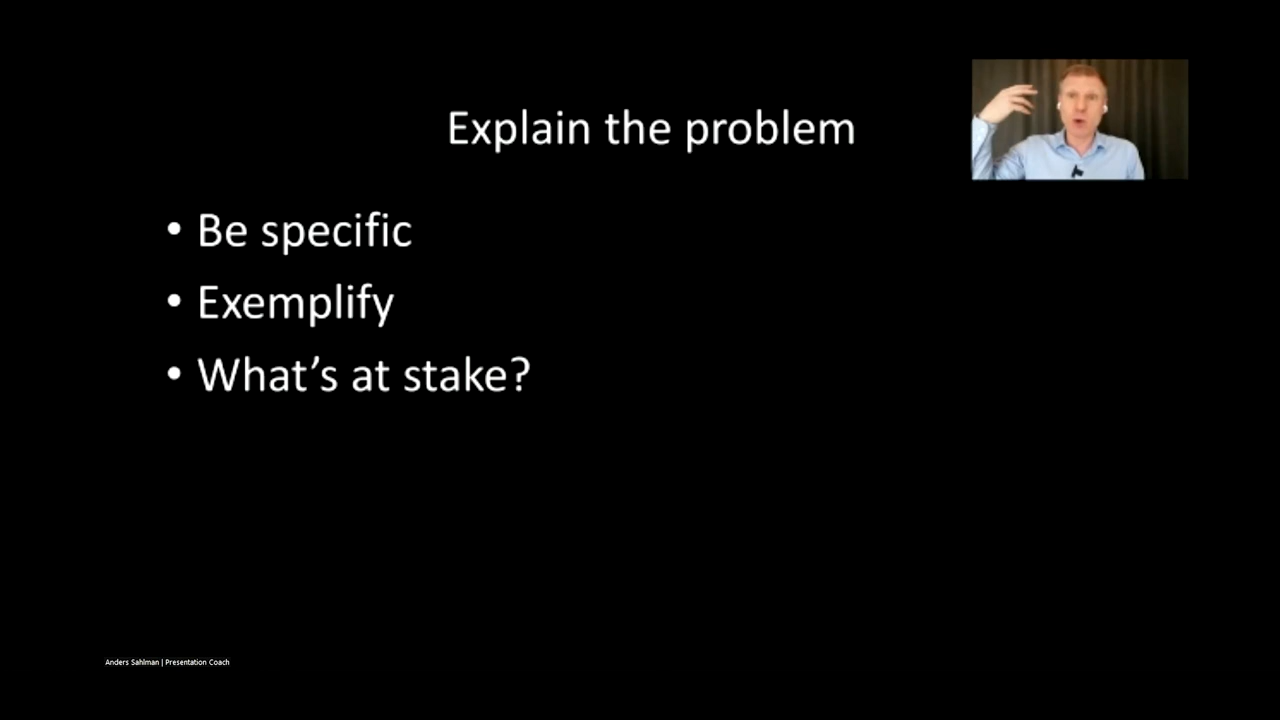 Explain the problem
• Be specific
• Exemplify
• What’s at stake?
Anders Sahlman | Presentation Coach